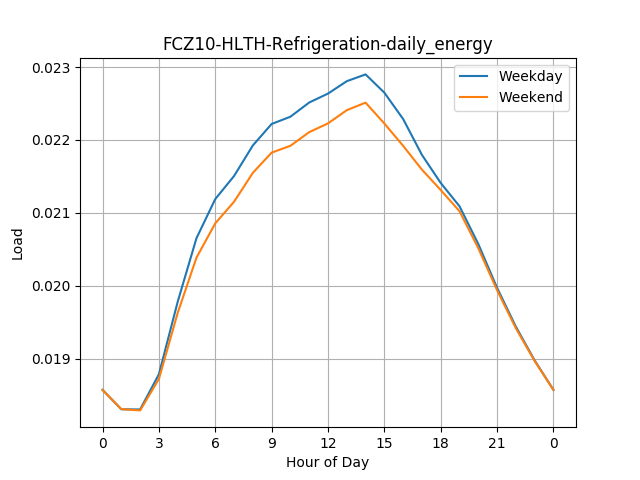 FCZ10-HLTH-Refrigeration-daily_energy
Weekday
Weekend
0.023
0.022
0.021
0.020
0.019
Load
0 3 6 9 12 15 18 21 0
Hour of Day